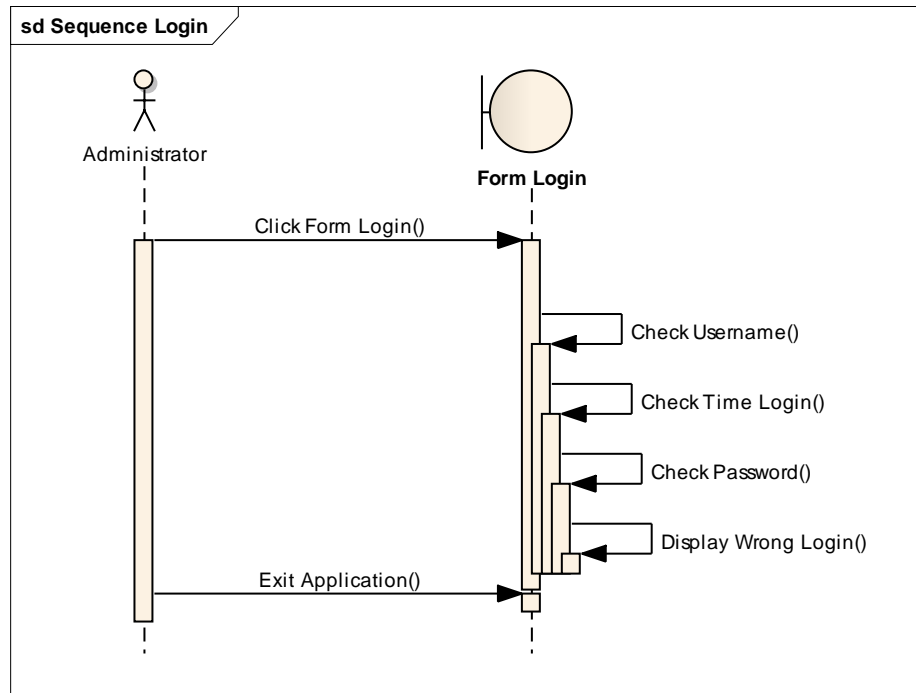 sd Sequence Login
Administrator
Form Login
Click Form Login()
Check Username()
Check Time Login()
Check Password()
Display Wrong Login()
Exit Application()